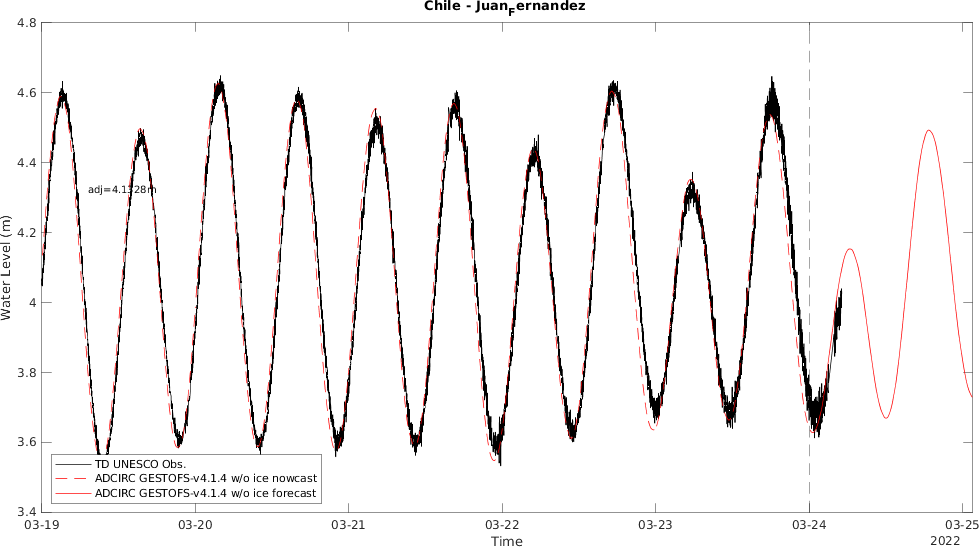 Chile - JuanFernandez
4.8
4.6
4.4
4.2
4
3.8
3.6
3.4
Water Level (m)
adj=4.1328m
TD UNESCO Obs.
ADCIRC GESTOFS-v4.1.4 w/o ice nowcast
ADCIRC GESTOFS-v4.1.4 w/o ice forecast
03-19
03-20
03-21
03-22
03-23
03-24
03-25
Time
2022